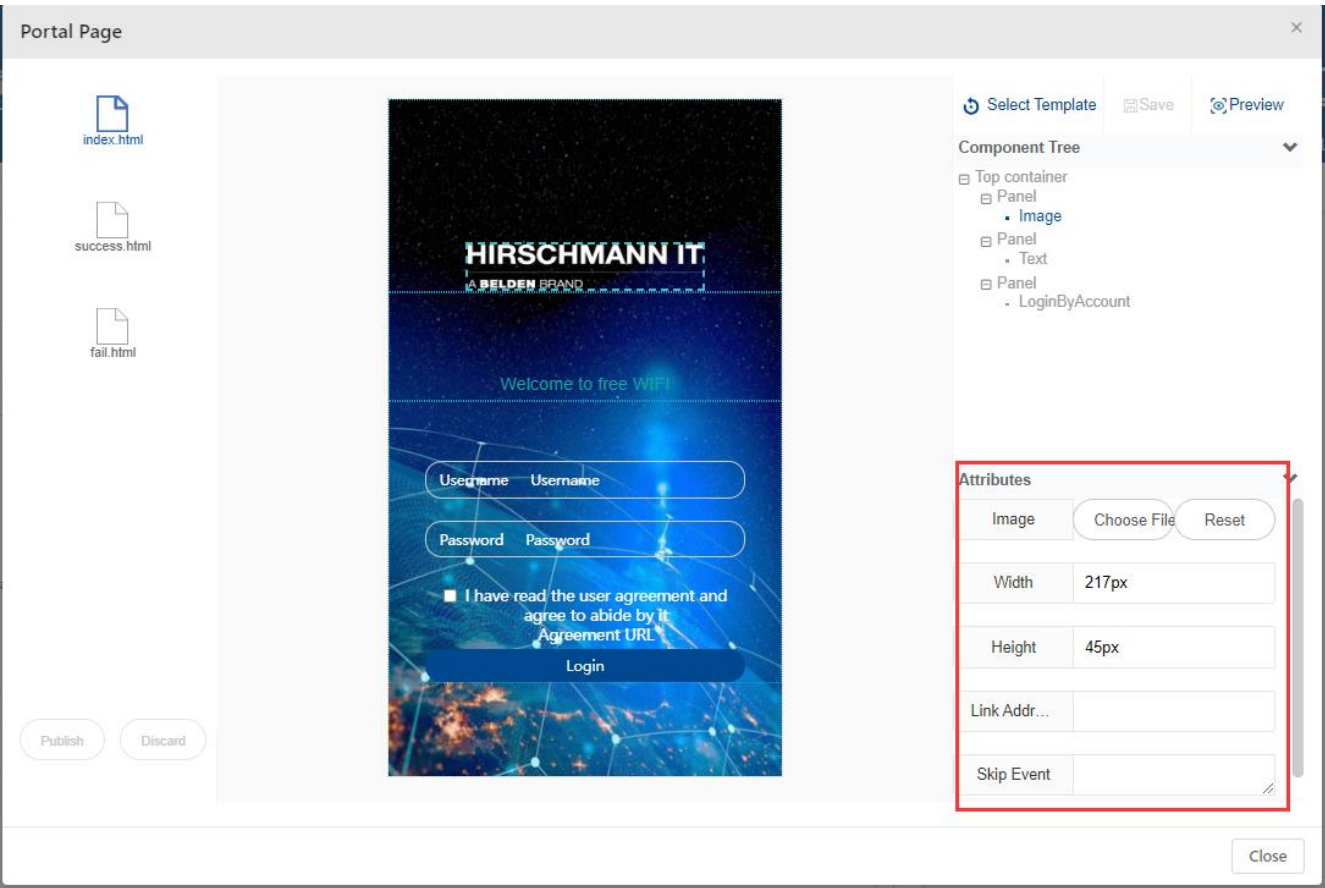 Portal Page
index.html
success.html
fail.html
Publish
Discard
HIRSCHMANN IT
A BELDEN BRAND
Welcome to free WIFI
Username Username
Password Password
I have read the user agreement and
agree to abide by it
Agreement URL
Login
Select Template Save Preview
Component Tree
Top container
Panel
Image
Panel
Text
Panel
LoginByAccount
Attributes
Image Choose File Reset
Width 217px
Height 45px
Link Addr...
Skip Event
Close